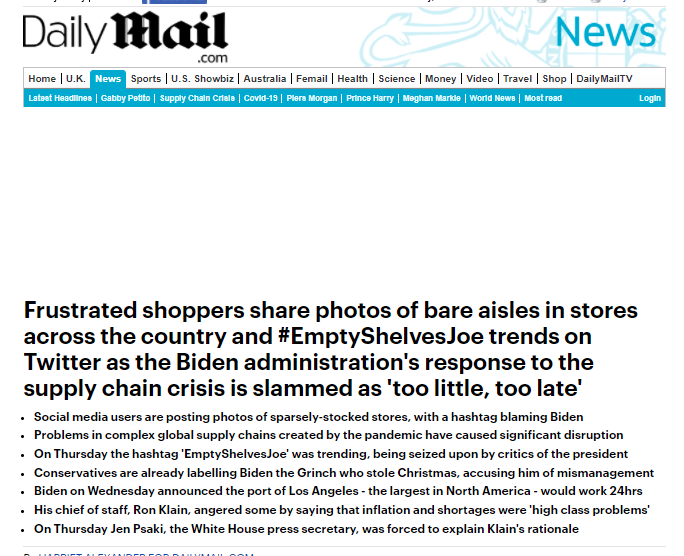 Daily Mail
.com
News
Home | U.K. | News | Sports | U.S. Showbiz | Australia | Femail | Health | Science | Money | Video | Travel | Shop | DailyMailTV
Latest Headlines | Gabby Petito | Supply Chain Crisis | Covid-19 | Piers Morgan | Prince Harry | Meghan Markle | World News | Most read Login
Frustrated shoppers share photos of bare aisles in stores
across the country and #EmptyShelvesJoe trends on
Twitter as the Biden administration's response to the
supply chain crisis is slammed as 'too little, too late'
• Social media users are posting photos of sparsely-stocked stores, with a hashtag blaming Biden
• Problems in complex global supply chains created by the pandemic have caused significant disruption
• On Thursday the hashtag 'EmptyShelvesJoe' was trending, being seized upon by critics of the president
• Conservatives are already labelling Biden the Grinch who stole Christmas, accusing him of mismanagement
• Biden on Wednesday announced the port of Los Angeles - the largest in North America - would work 24hrs
• His chief of staff, Ron Klain, angered some by saying that inflation and shortages were 'high class problems'
• On Thursday Jen Psaki, the White House press secretary, was forced to explain Klain's rationale
By HARRIET ALEXANDER FOR DAILYMAIL.COM